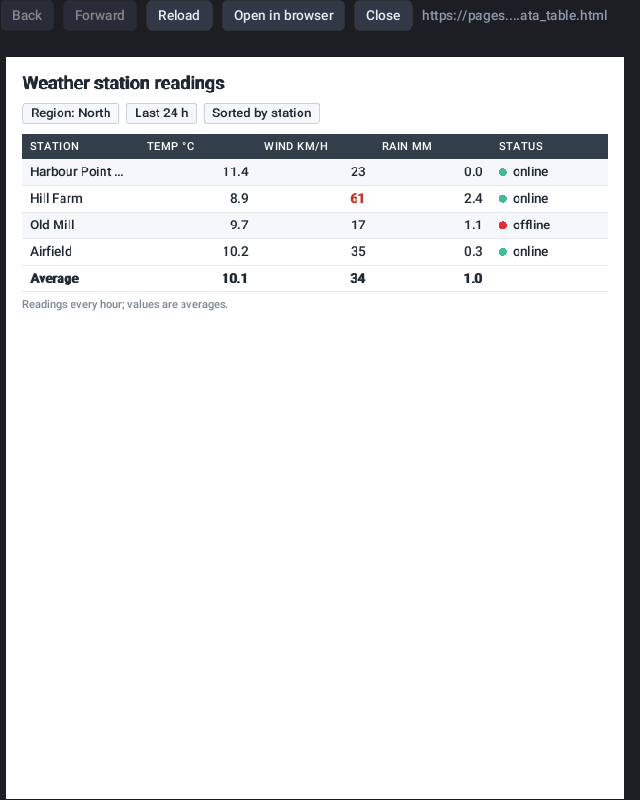 Back Forward Reload Open in browser Close https://pages....ata_table.html
Weather station readings
Region: North Last 24 h Sorted by station
STATION TEMP °C WIND KM/H RAIN MM STATUS
Harbour Point ... 11.4 23 0.0 online
Hill Farm 8.9 61 2.4 online
Old Mill 9.7 17 1.1 offline
Airfield 10.2 35 0.3 online
Average 10.1 34 1.0
Readings every hour; values are averages.